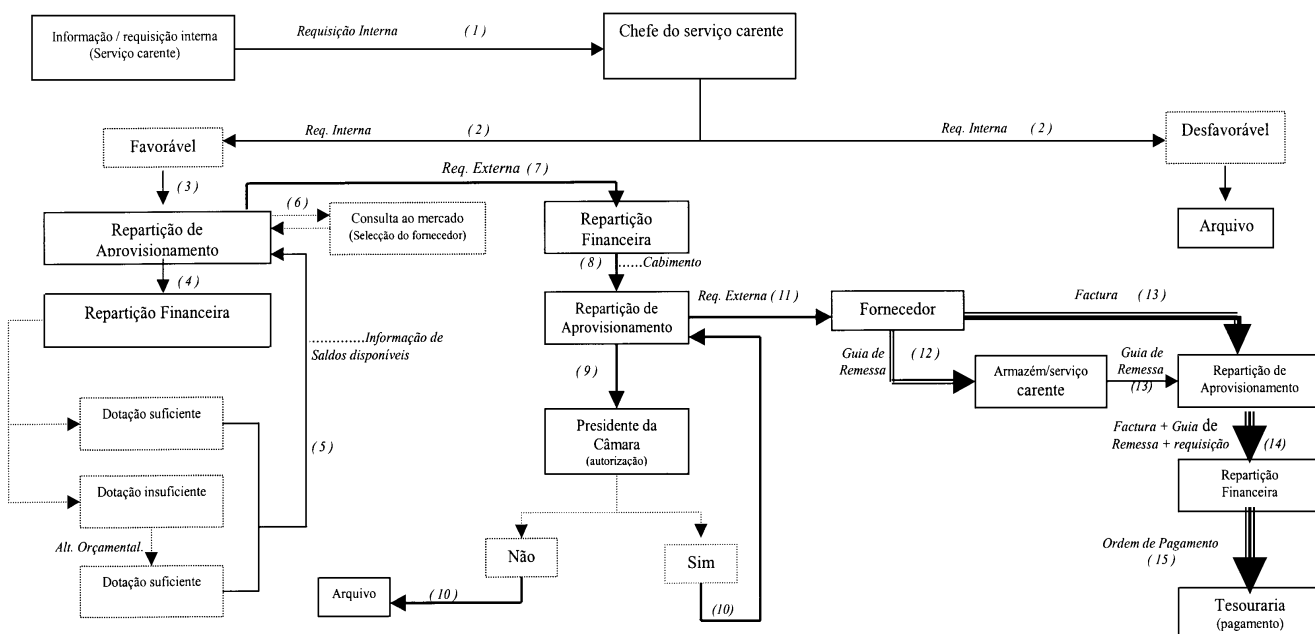 Informação / requisição interna
(Serviço carente)
Requisição Interna (1)
Chefe do serviço carente
Req. Interna (2)
Req. Interna (2)
Favorável
Desfavorável
(3)
Req. Externa (7)
Repartição de
Aprovisionamento
(6)
Consulta ao mercado
(Selecção do fornecedor)
Repartição
Financeira
Arquivo
(4)
(8) ......Cabimento
Repartição Financeira
..........Informação de
Saldos disponíveis
Repartição de
Aprovisionamento
Req. Externa (11)
Fornecedor
Factura (13)
Guia de
Remessa
(12)
Armazém/serviço
carente
Guia de
Remessa
(13)
Repartição de
Aprovisionamento
(9)
Dotação suficiente
(5)
Presidente da
Câmara
(autorização)
Factura + Guia de
Remessa + requisição
(14)
Dotação insuficiente
Repartição
Financeira
Alt. Orçamental.
Não
Sim
Ordem de Pagamento
(15)
Dotação suficiente
Arquivo
(10)
(10)
Tesouraria
(pagamento)